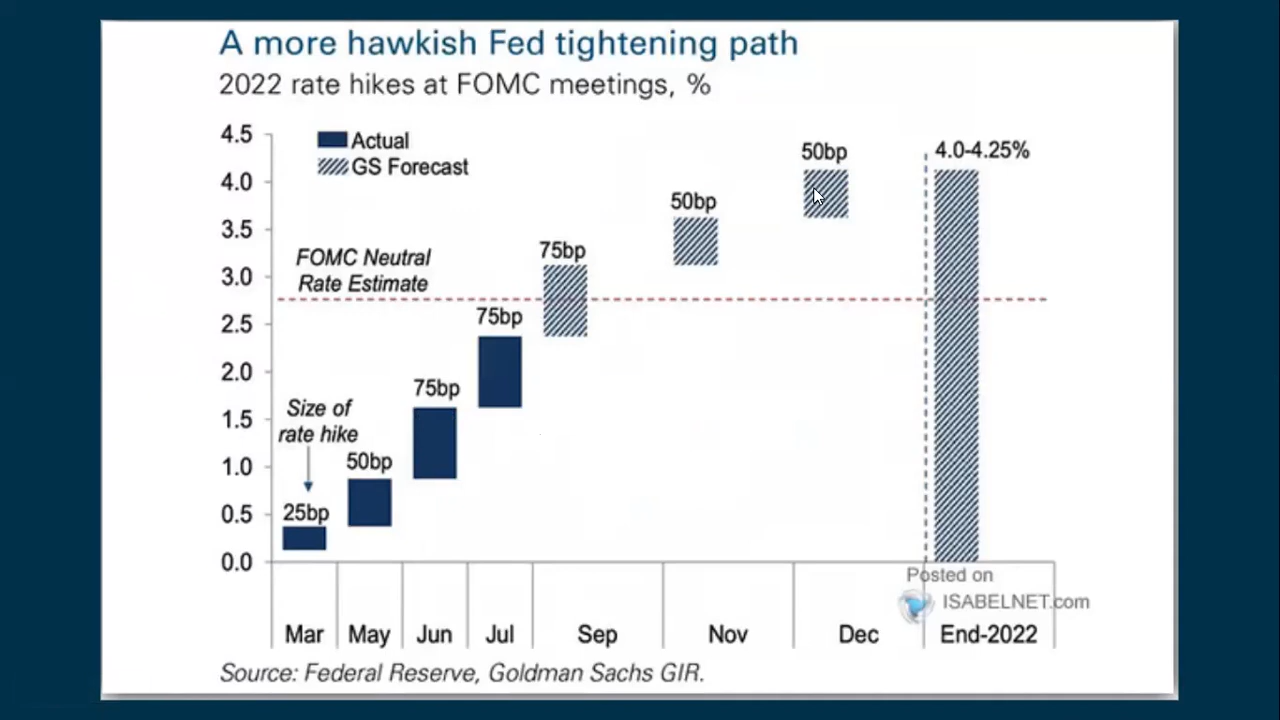 A more hawkish Fed tightening path
2022 rate hikes at FOMC meetings, %
4.5
4.0
3.5
3.0
2.5
2.0
1.5
1.0
0.5
0.0
Actual
GS Forecast
FOMC Neutral
Rate Estimate
Size of
rate hike
25bp
50bp
75bp
75bp
75bp
50bp
50bp
4.0-4.25%
Mar May Jun Jul Sep Nov Dec End-2022
Posted on
ISABELNET.com
Source: Federal Reserve, Goldman Sachs GIR.